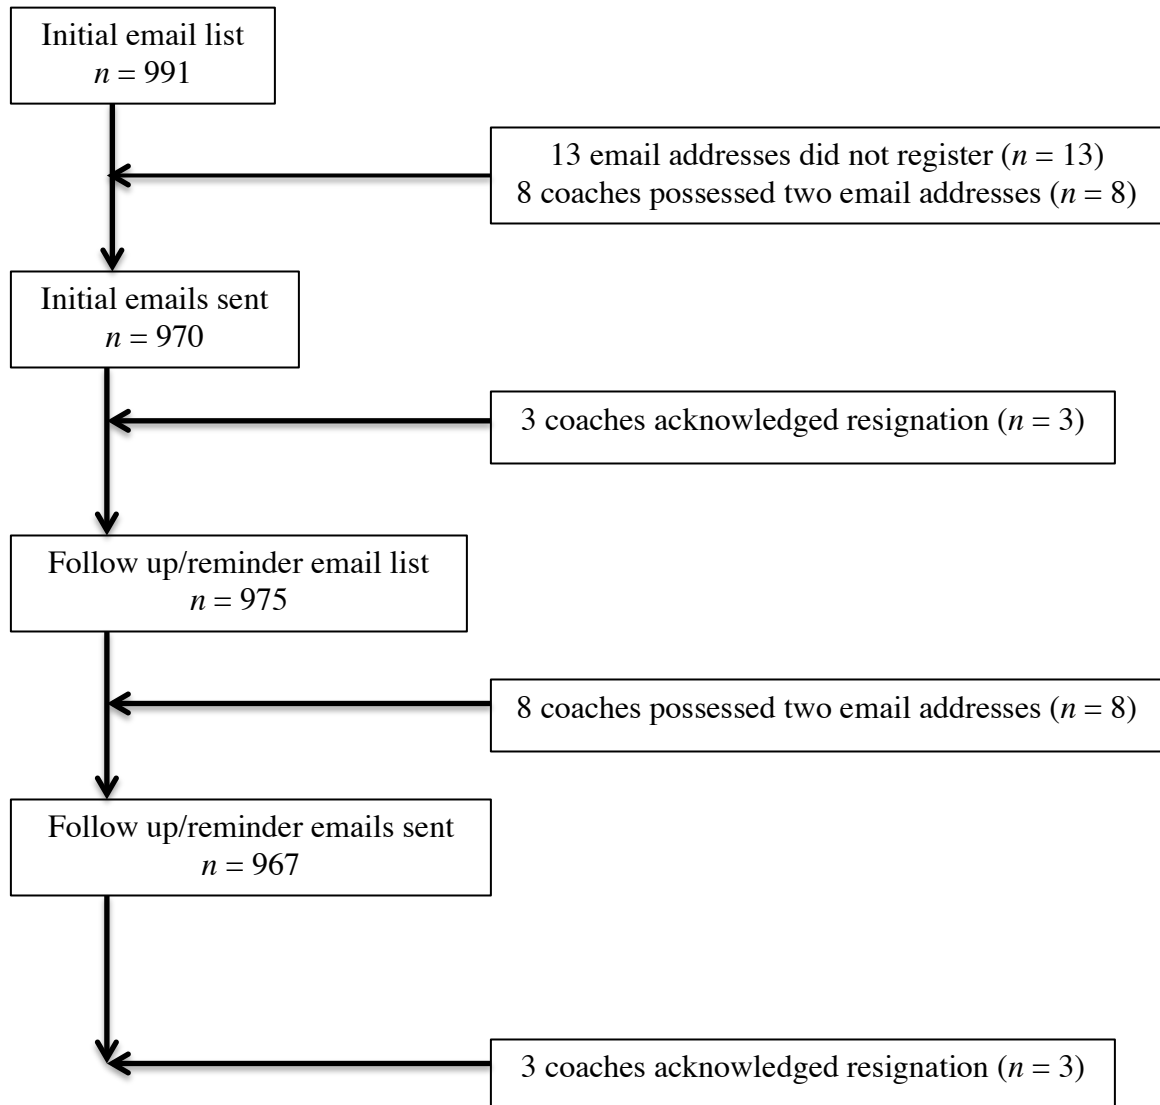 Initial email list
n = 991
13 email addresses did not register (n = 13)
8 coaches possessed two email addresses (n = 8)
Initial emails sent
n = 970
3 coaches acknowledged resignation (n = 3)
Follow up/reminder email list
n = 975
8 coaches possessed two email addresses (n = 8)
Follow up/reminder emails sent
n = 967
3 coaches acknowledged resignation (n = 3)